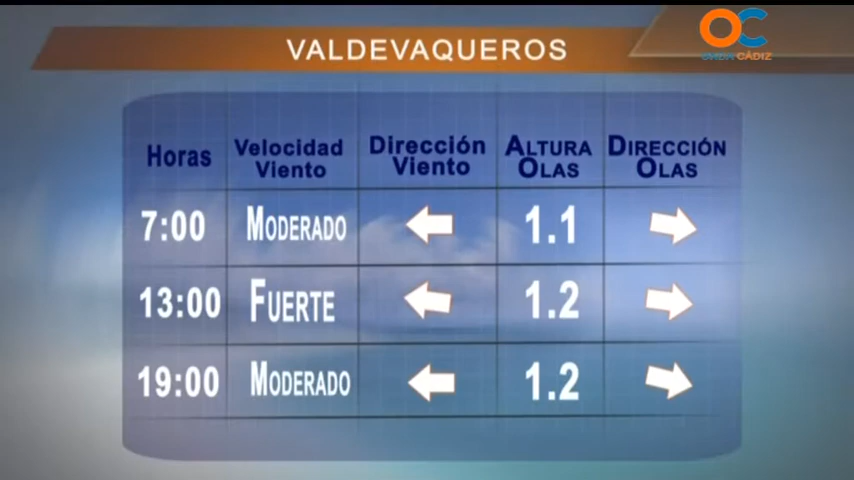 OC
ONDA CÁDIZ
VALDEVAQUEROS
Horas Velocidad Viento Dirección Viento ALTURA OLAS DIRECCIÓN OLAS
7:00 MODERADO 1.1
13:00 FUERTE 1.2
19:00 MODERADO 1.2